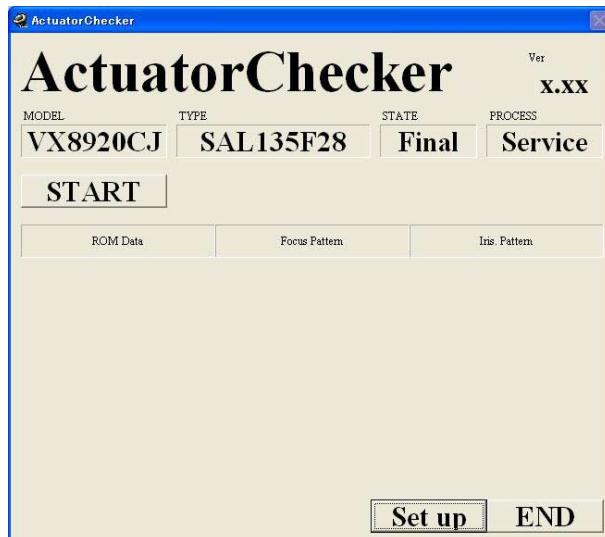 ActuatorChecker
ActuatorChecker
Ver
x.xx
MODEL TYPE STATE PROCESS
VX8920CJ SAL135F28 Final Service
START
ROM Data Focus Pattern Iris. Pattern
Set up END